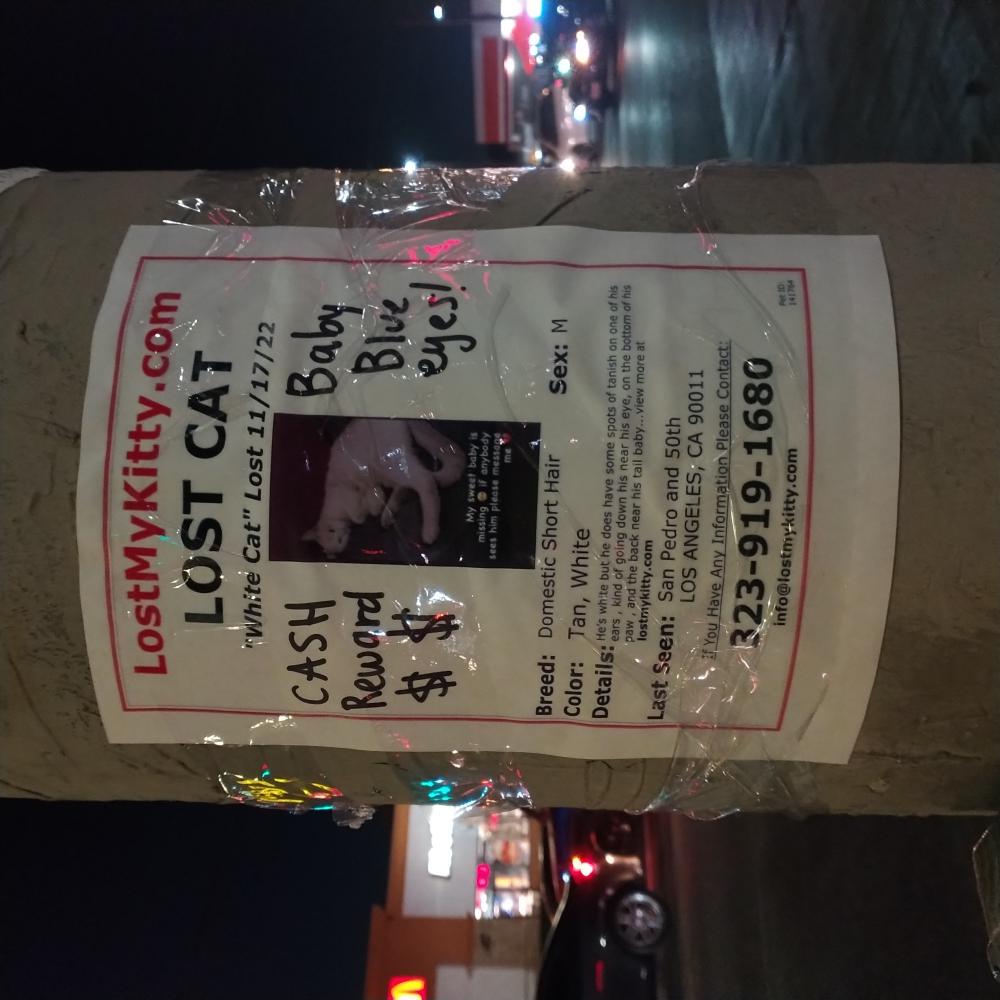 LostMyKitty.com
LOST CAT
"White Cat" Lost 11/17/22
CASH
Reward
$ $
My sweet baby is
missing 😔 if anybody
sees him please message
me ❤️
Baby
Blue
eyes!
Breed: Domestic Short Hair Sex: M
Color: Tan, White
Details: He's white but he does have some spots of tanish on one of his
ears , kind of going down his near his eye, on the bottom of his
paw , and the back near his tail baby...view more at
lostmykitty.com
Last Seen: San Pedro and 50th
LOS ANGELES, CA 90011
If You Have Any Information Please Contact:
323-919-1680
info@lostmykitty.com
Pet ID:
141764